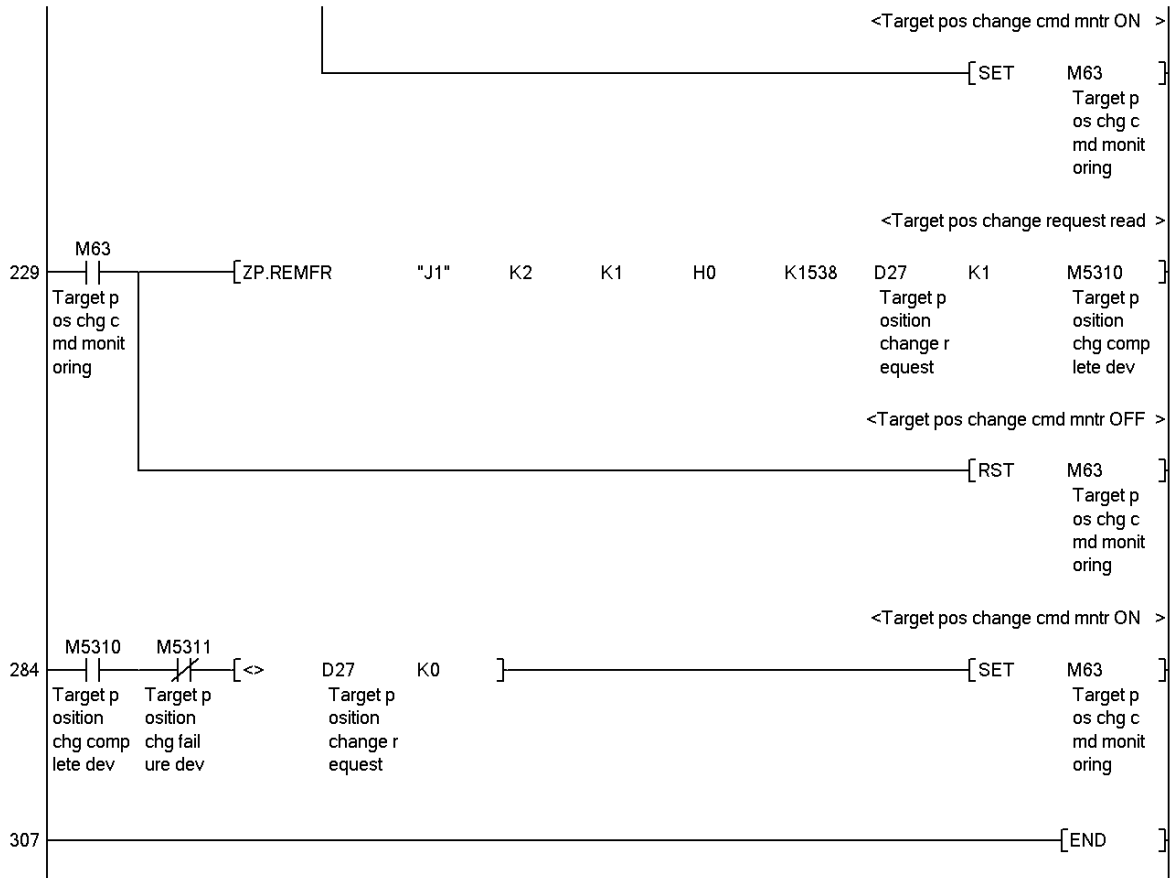 <Target pos change cmd mntr ON >
[SET M63 ]
Target p
os chg c
md monit
oring
<Target pos change request read >
M63
229 [ZP.REMFR "J1" K2 K1 H0 K1538 D27 K1 M5310 ]
Target p Target p Target p
os chg c osition osition
md monit change r chg comp
oring equest lete dev
<Target pos change cmd mntr OFF >
[RST M63 ]
Target p
os chg c
md monit
oring
<Target pos change cmd mntr ON >
M5310 M5311
284 [<> D27 K0 ] [SET M63 ]
Target p Target p Target p Target p
osition osition osition os chg c
chg comp chg fail change r md monit
lete dev ure dev equest oring
307 [END ]